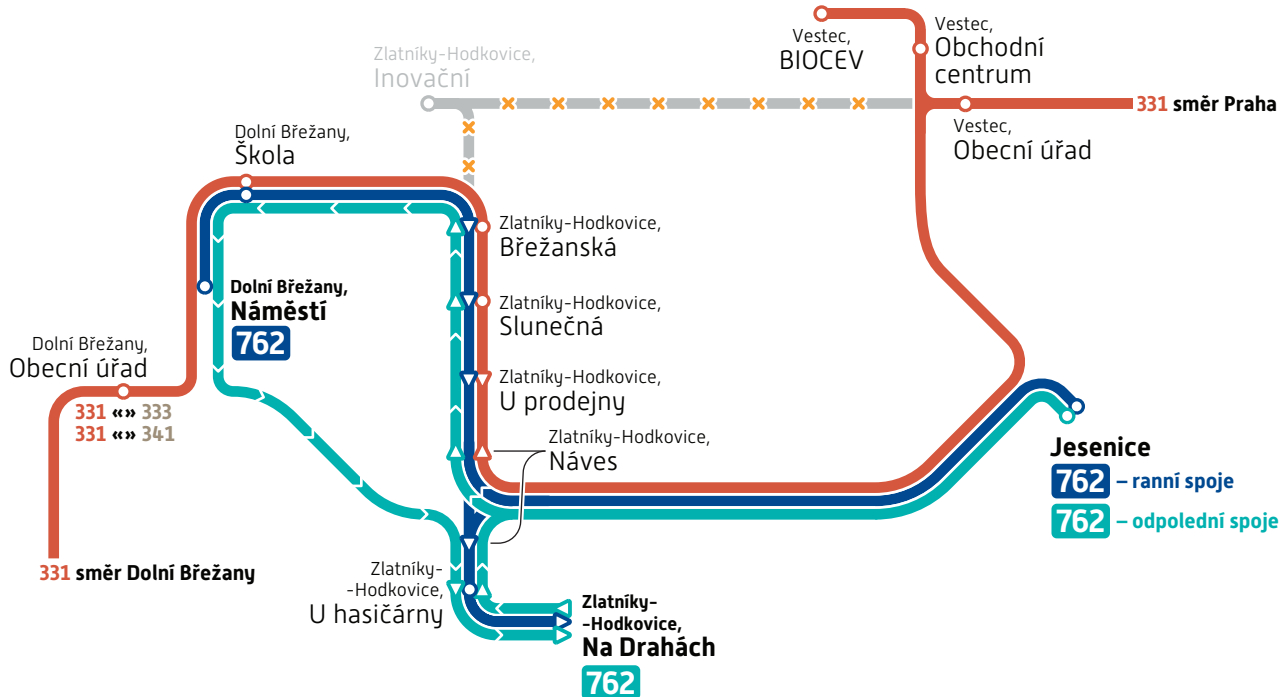 Vestec,
BIOCEV
Vestec,
Obchodní
centrum
Zlatníky-Hodkovice,
Inovační
331 směr Praha
Vestec,
Obecní úřad
Dolní Břežany,
Škola
Zlatníky-Hodkovice,
Břežanská
Dolní Břežany,
Náměstí
762
Zlatníky-Hodkovice,
Slunečná
Dolní Břežany,
Obecní úřad
331 «» 333
331 «» 341
Zlatníky-Hodkovice,
U prodejny
Zlatníky-Hodkovice,
Náves
Jesenice
762 – ranní spoje
762 – odpolední spoje
331 směr Dolní Břežany
Zlatníky-
-Hodkovice,
U hasičárny
Zlatníky-
-Hodkovice,
Na Drahách
762